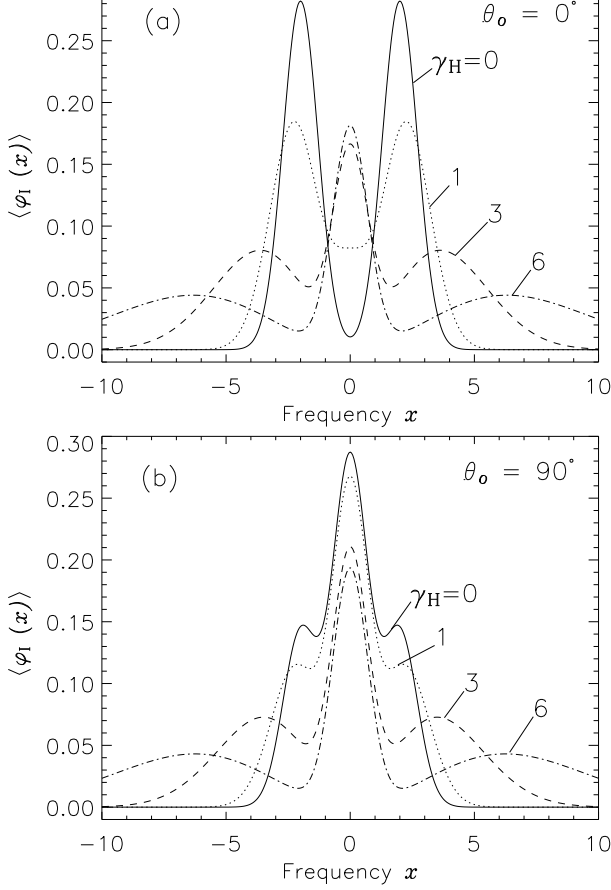 (a)
θₒ = 0°
γH=0
1
3
6
0.25
0.20
0.15
0.10
0.05
0.00
⟨φI (x)⟩
−10 −5 0 5 10
Frequency x
(b)
θₒ = 90°
γH=0
1
3
6
0.30
0.25
0.20
0.15
0.10
0.05
0.00
⟨φI (x)⟩
−10 −5 0 5 10
Frequency x